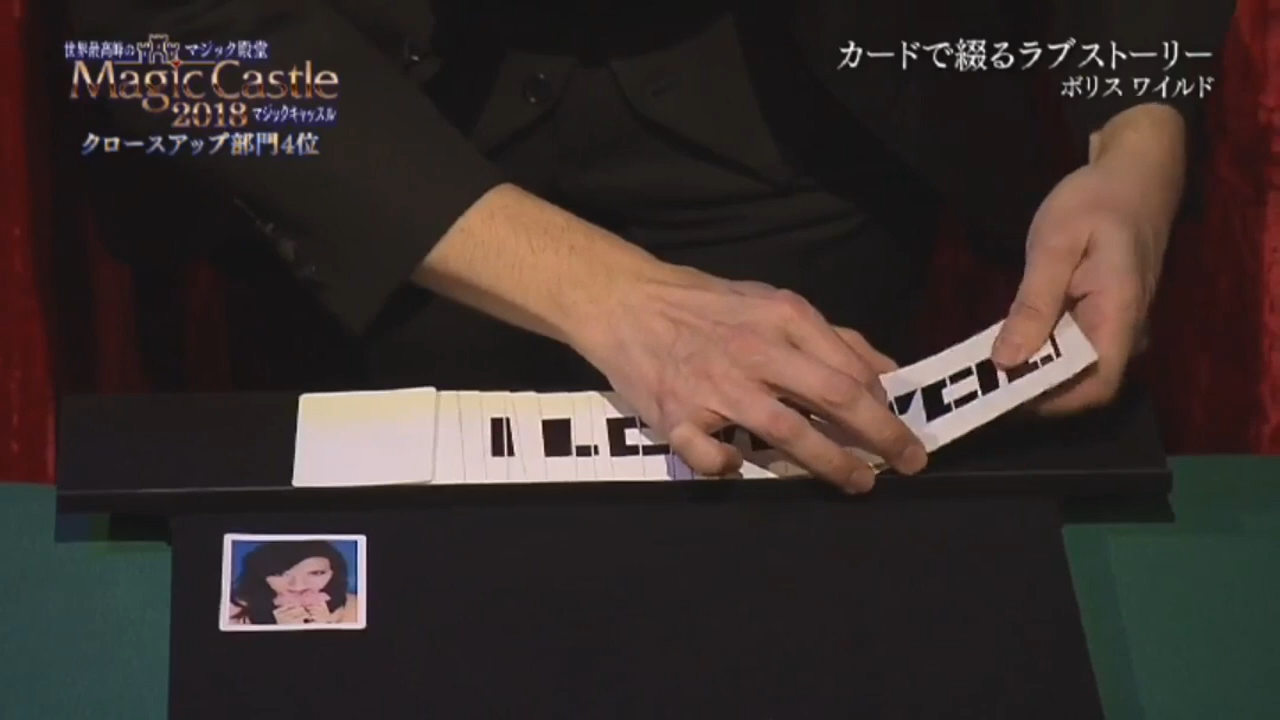 世界最高峰の マジック殿堂
Magic Castle
2018 マジックキャッスル
クロースアップ部門4位
カードで綴るラブストーリー
ボリス ワイルド